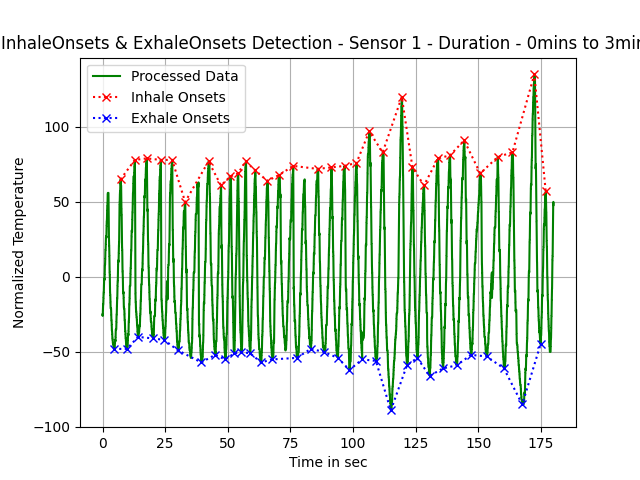 InhaleOnsets & ExhaleOnsets Detection - Sensor 1 - Duration - 0mins to 3min
Processed Data
Inhale Onsets
Exhale Onsets
Normalized Temperature
100
50
0
−50
−100
0 25 50 75 100 125 150 175
Time in sec